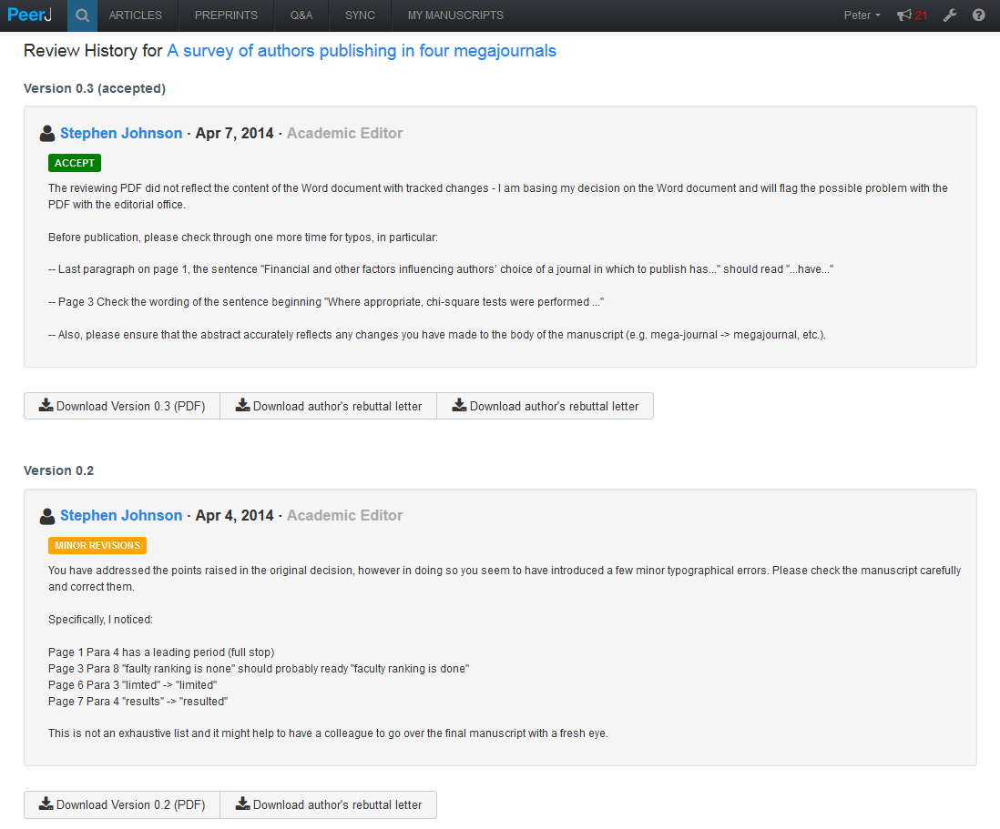 PeerJ ARTICLES PREPRINTS Q&A SYNC MY MANUSCRIPTS Peter 21
Review History for A survey of authors publishing in four megajournals
Version 0.3 (accepted)
Stephen Johnson · Apr 7, 2014 · Academic Editor
ACCEPT
The reviewing PDF did not reflect the content of the Word document with tracked changes - I am basing my decision on the Word document and will flag the possible problem with the
PDF with the editorial office.
Before publication, please check through one more time for typos, in particular:
-- Last paragraph on page 1, the sentence "Financial and other factors influencing authors' choice of a journal in which to publish has..." should read "...have..."
-- Page 3 Check the wording of the sentence beginning "Where appropriate, chi-square tests were performed ..."
-- Also, please ensure that the abstract accurately reflects any changes you have made to the body of the manuscript (e.g. mega-journal -> megajournal, etc.).
Download Version 0.3 (PDF) Download author's rebuttal letter Download author's rebuttal letter
Version 0.2
Stephen Johnson · Apr 4, 2014 · Academic Editor
MINOR REVISIONS
You have addressed the points raised in the original decision, however in doing so you seem to have introduced a few minor typographical errors. Please check the manuscript carefully
and correct them.
Specifically, I noticed:
Page 1 Para 4 has a leading period (full stop)
Page 3 Para 8 "faulty ranking is none" should probably ready "faculty ranking is done"
Page 6 Para 3 "limted" -> "limited"
Page 7 Para 4 "results" -> "resulted"
This is not an exhaustive list and it might help to have a colleague to go over the final manuscript with a fresh eye.
Download Version 0.2 (PDF) Download author's rebuttal letter